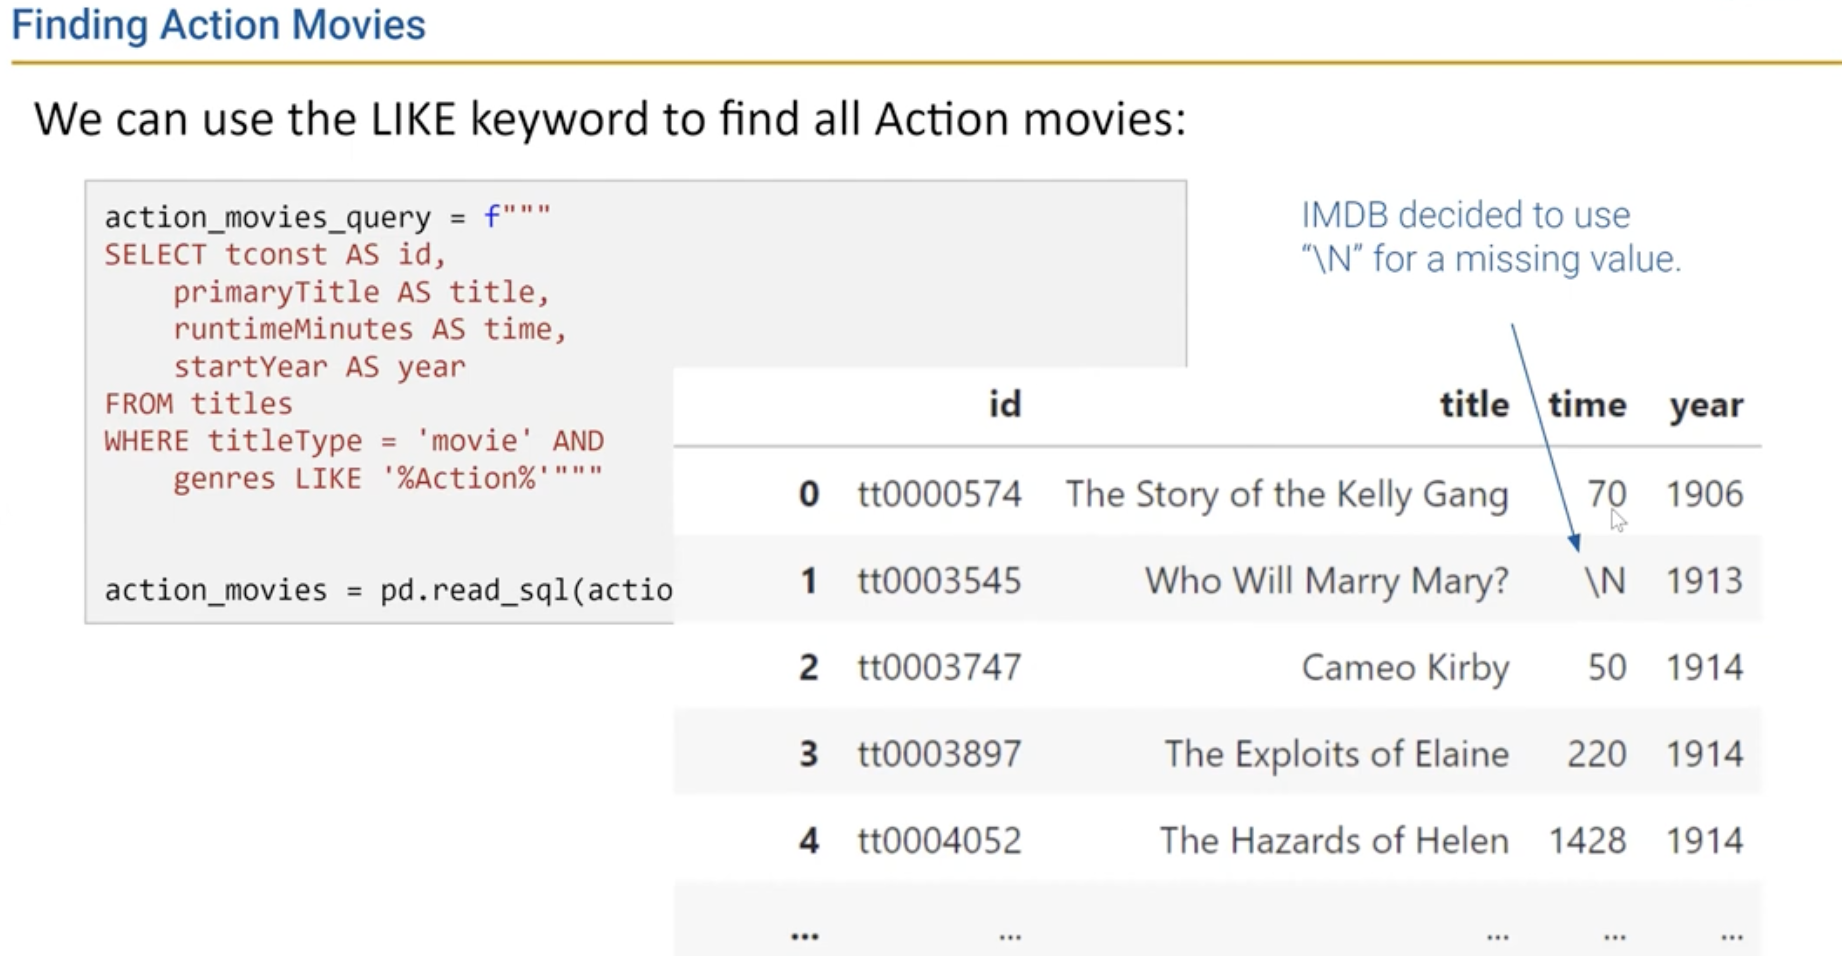 Finding Action Movies
We can use the LIKE keyword to find all Action movies:
action_movies_query = f"""
SELECT tconst AS id,
    primaryTitle AS title,
    runtimeMinutes AS time,
    startYear AS year
FROM titles
WHERE titleType = 'movie' AND
    genres LIKE '%Action%'"""
action_movies = pd.read_sql(actio
IMDB decided to use
“\N” for a missing value.
id title time year
0 tt0000574 The Story of the Kelly Gang 70 1906
1 tt0003545 Who Will Marry Mary? \N 1913
2 tt0003747 Cameo Kirby 50 1914
3 tt0003897 The Exploits of Elaine 220 1914
4 tt0004052 The Hazards of Helen 1428 1914
... ... ... ... ...